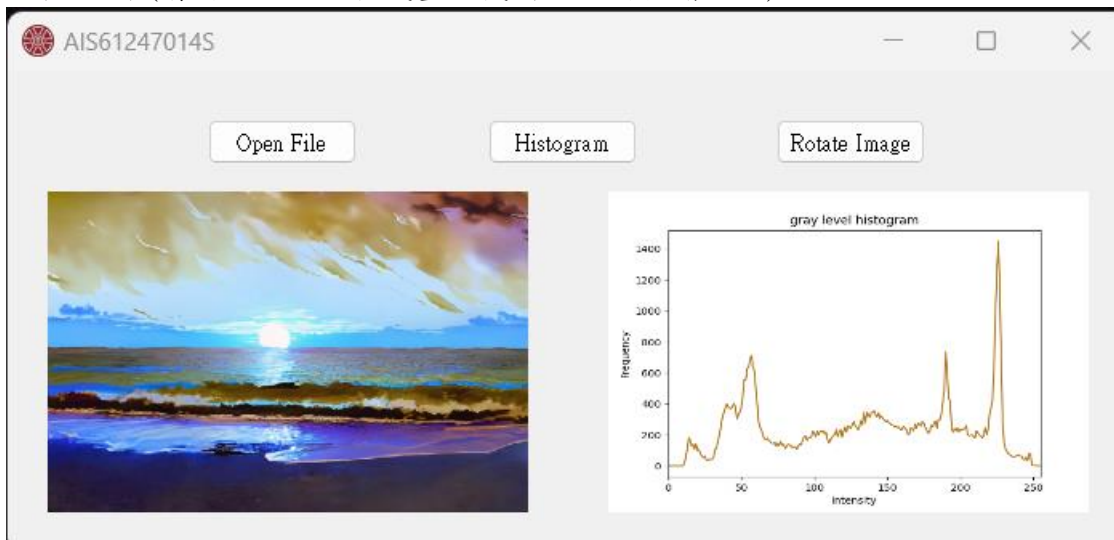 AIS61247014S
Open File
Histogram
Rotate Image
gray level histogram
1400
1200
1000
800
600
400
200
0
frequency
0 50 100 150 200 250
intensity